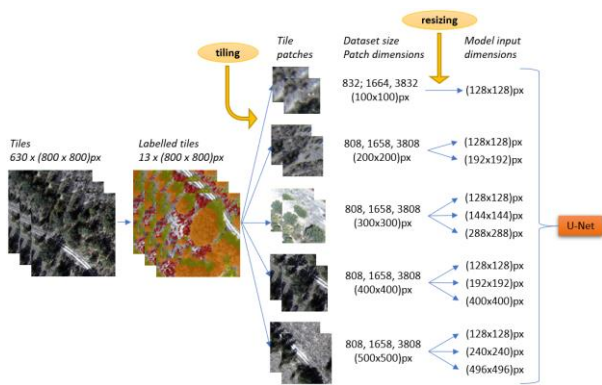 resizing
tiling
Tile
patches
Dataset size
Patch dimensions
Model input
dimensions
832; 1664, 3832
(100x100)px
(128x128)px
Tiles
630 x (800 x 800)px
Labelled tiles
13 x (800 x 800)px
808, 1658, 3808
(200x200)px
(128x128)px
(192x192)px
808, 1658, 3808
(300x300)px
(128x128)px
(144x144)px
(288x288)px
U-Net
808, 1658, 3808
(400x400)px
(128x128)px
(192x192)px
(400x400)px
808, 1658, 3808
(500x500)px
(128x128)px
(240x240)px
(496x496)px